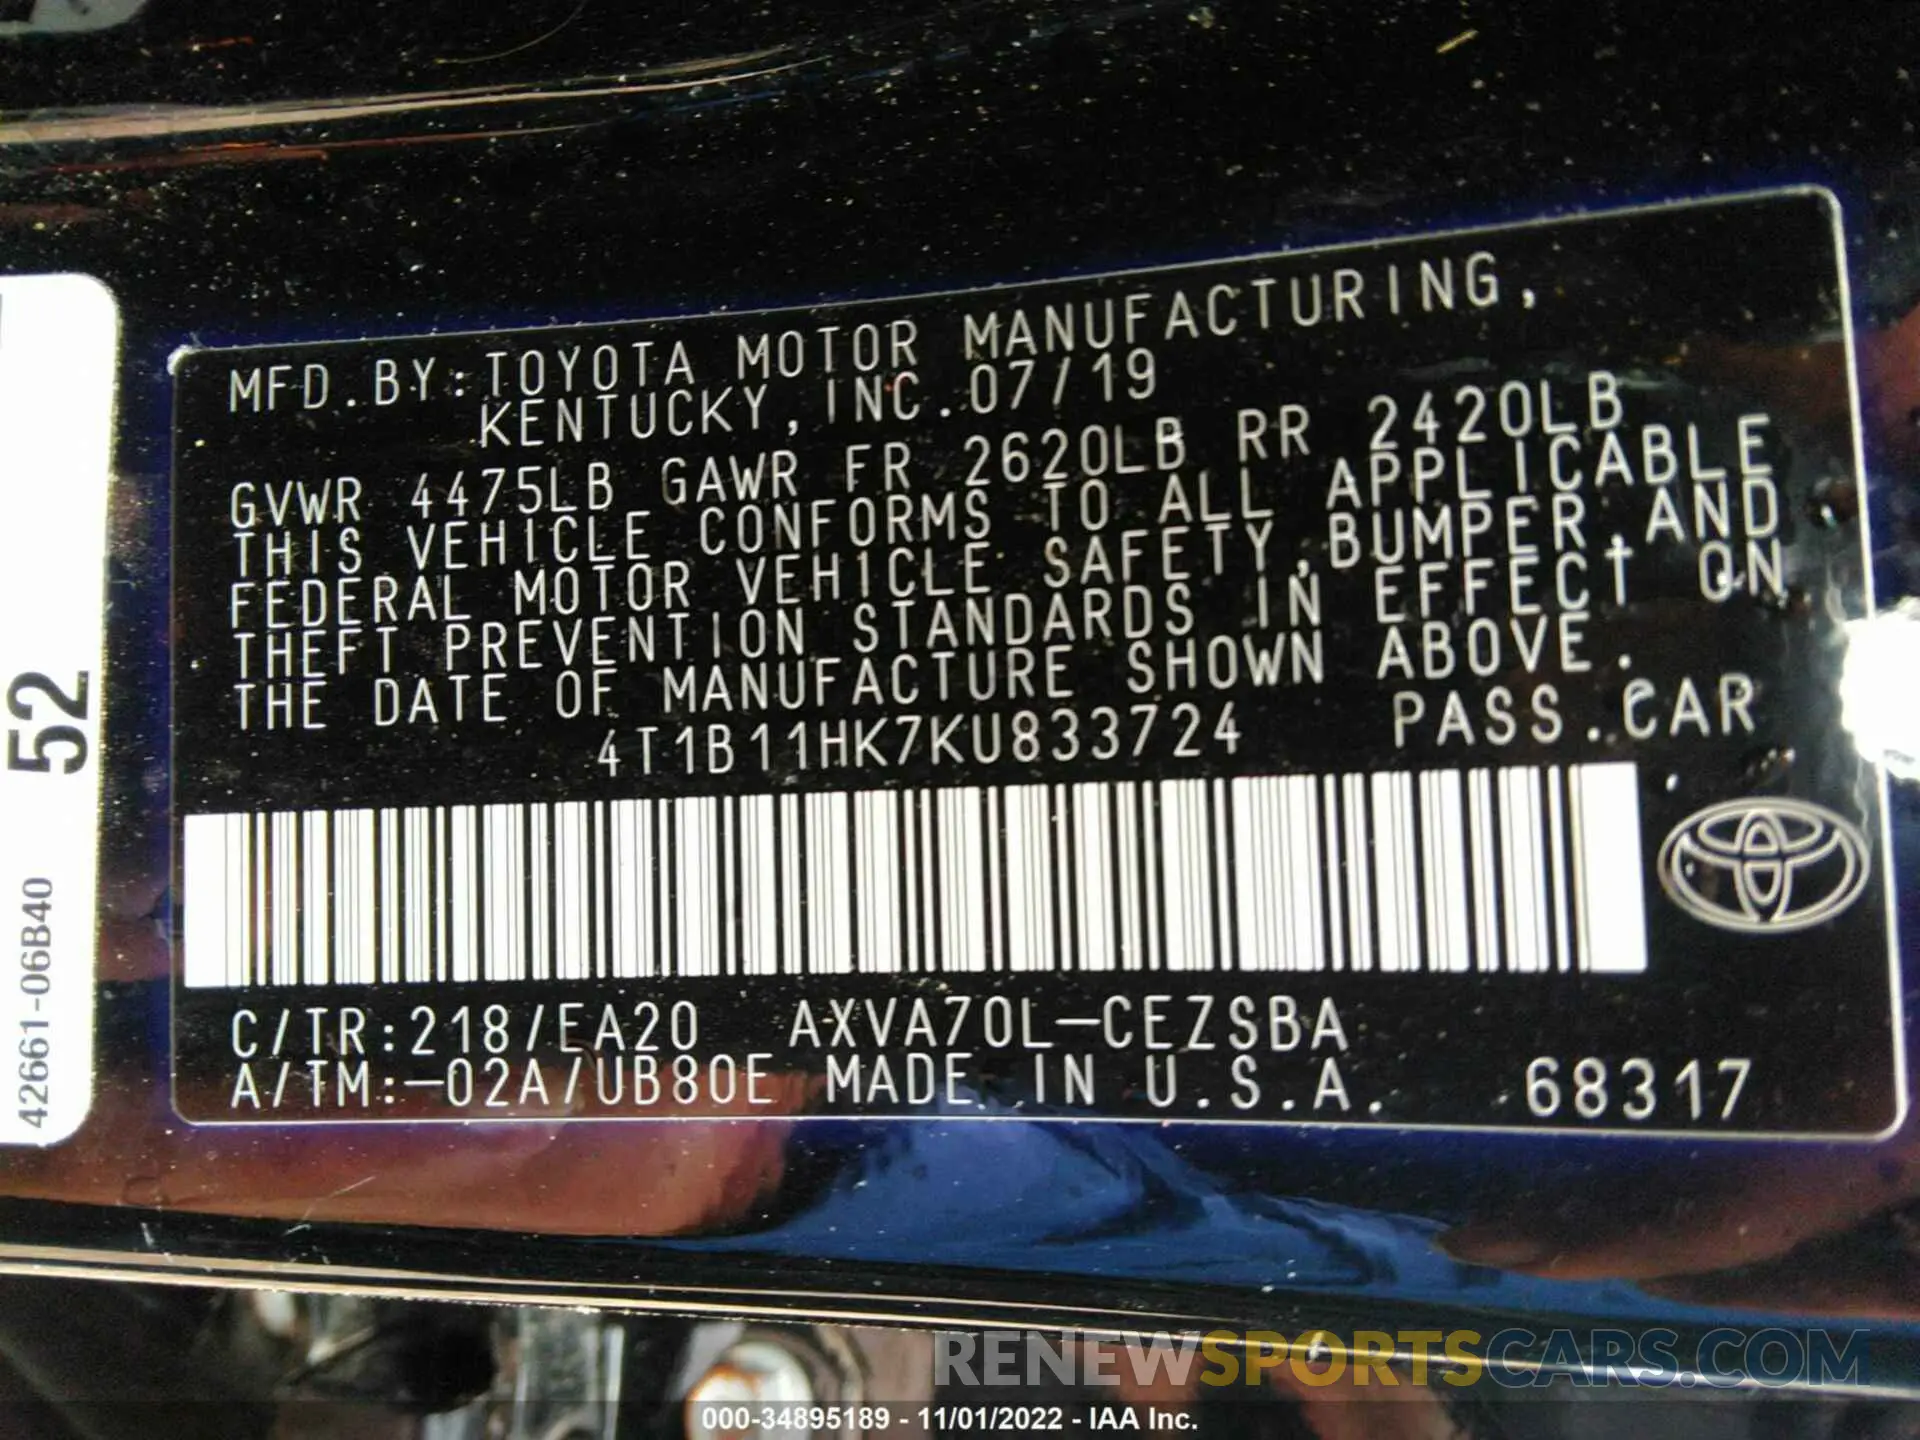 MFD.BY:TOYOTA MOTOR MANUFACTURING,
KENTUCKY,INC.07/19
GVWR 4475LB GAWR FR 2620LB RR 2420LB
THIS VEHICLE CONFORMS TO ALL APPLICABLE
FEDERAL MOTOR VEHICLE SAFETY,BUMPER,AND
THEFT PREVENTION STANDARDS IN EFFECT ON
THE DATE OF MANUFACTURE SHOWN ABOVE.
4T1B11HK7KU833724 PASS.CAR
C/TR:218/EA20 AXVA70L-CEZSBA
A/TM:-02A/UB80E MADE IN U.S.A. 68317
52
42661-06B40
RENEWSPORTSCARS.COM
000-34895189 - 11/01/2022 - IAA Inc.